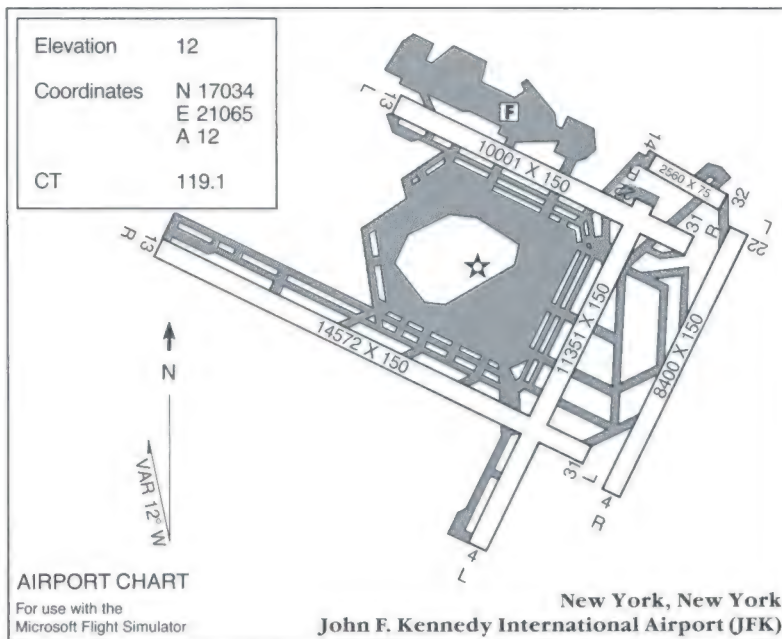 Elevation 12
Coordinates N 17034
E 21065
A 12
CT 119.1
13
L
F
10001 X 150
14
R
2560 X 75
32
22
31
R
L
22
13
R
14572 X 150
11351 X 150
8400 X 150
N
VAR 12° W
31
L
4
R
4
L
AIRPORT CHART
For use with the
Microsoft Flight Simulator
New York, New York
John F. Kennedy International Airport (JFK)